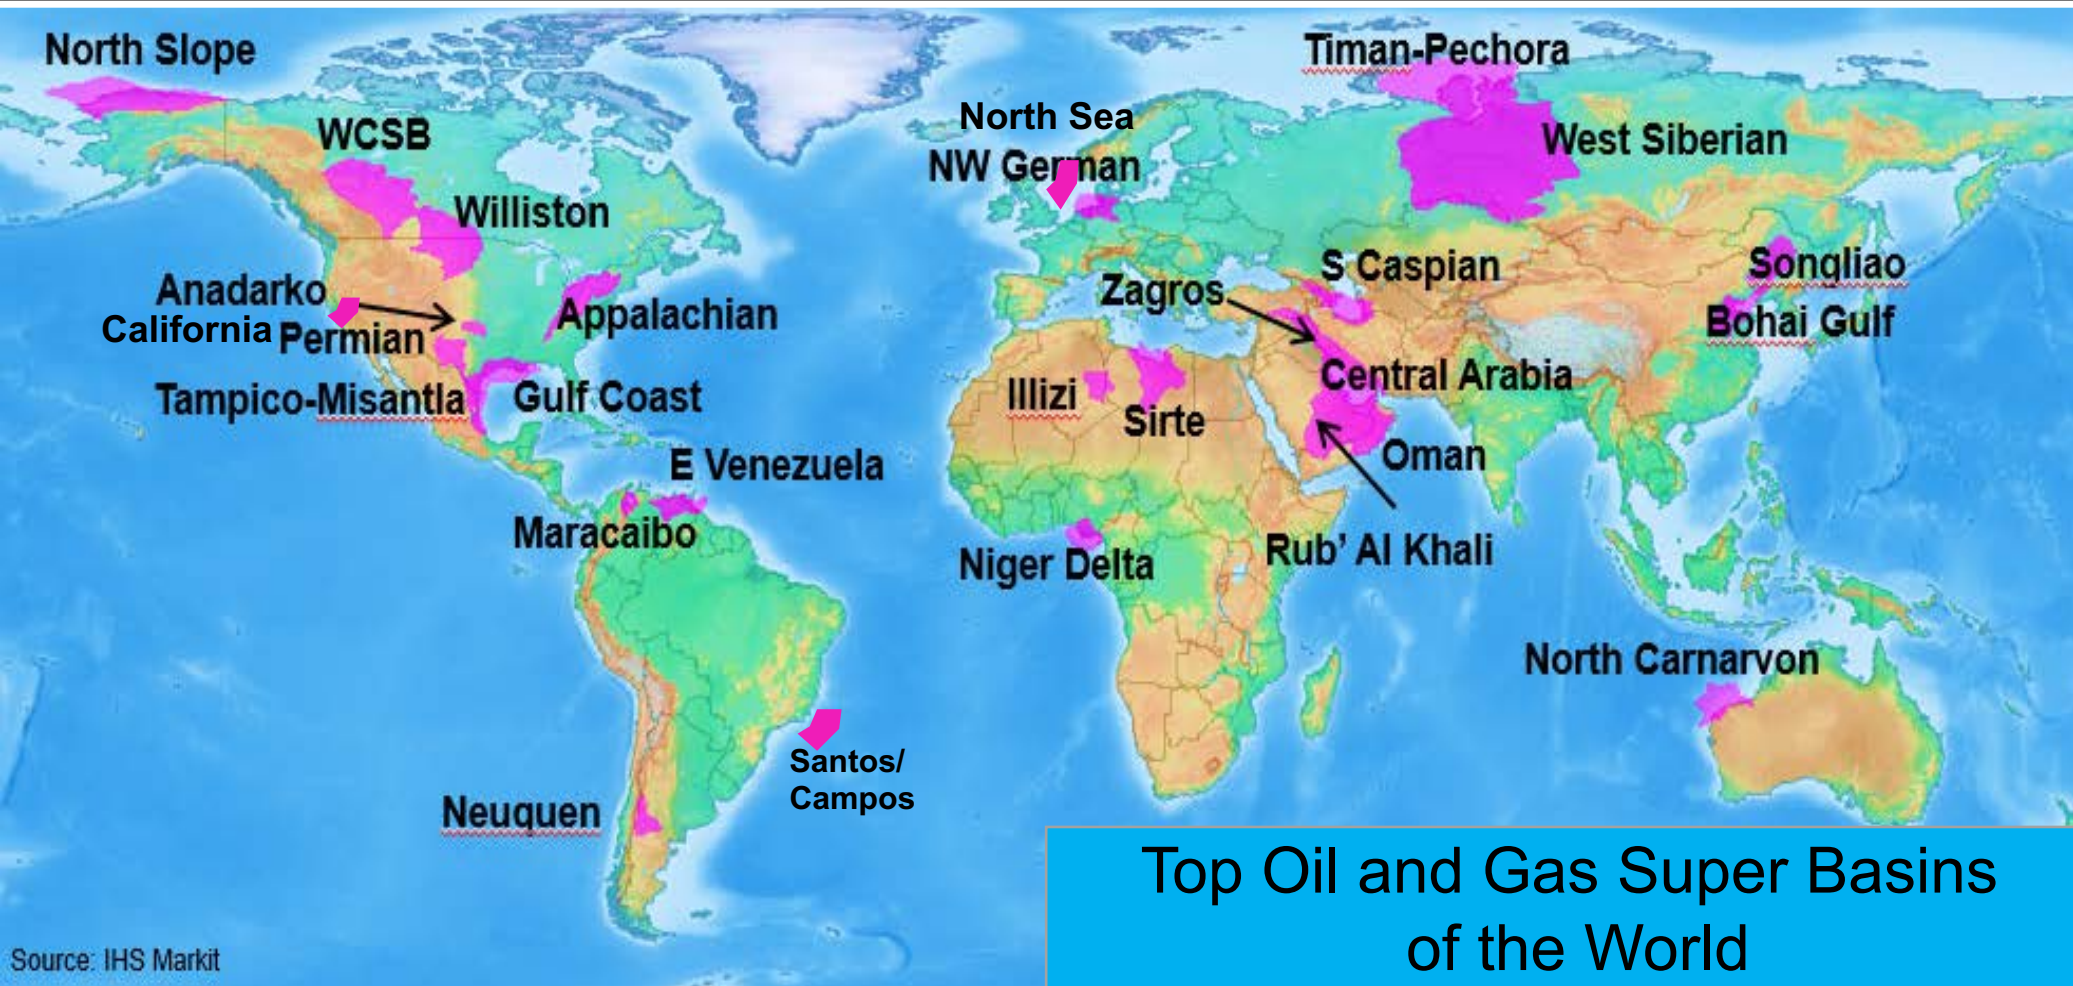 North Slope
Timan-Pechora
North Sea
WCSB
NW German
West Siberian
Williston
S Caspian
Songliao
Anadarko
Zagros
California
Permian
Appalachian
Bohai Gulf
Tampico-Misantla
Gulf Coast
Illizi
Sirte
Central Arabia
Oman
E Venezuela
Maracaibo
Niger Delta
Rub' Al Khali
North Carnarvon
Santos/
Campos
Neuquen
Top Oil and Gas Super Basins
of the World
Source: IHS Markit